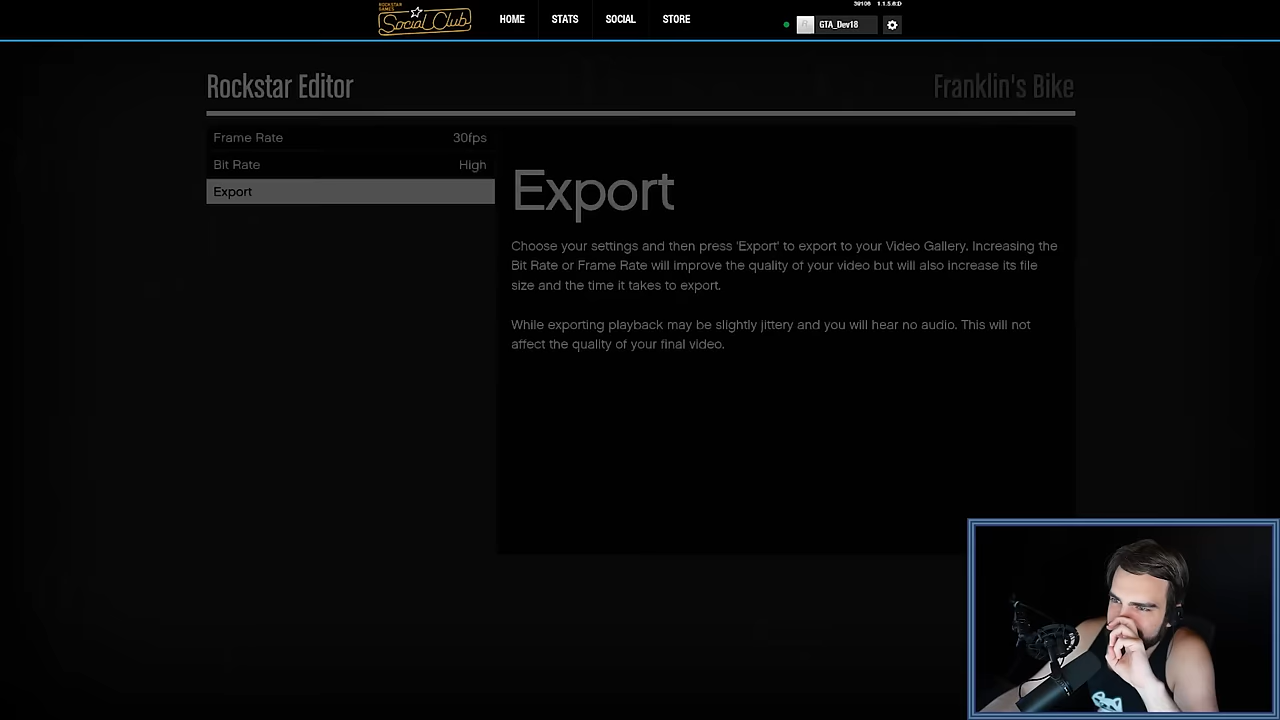 ROCKSTAR
GAMES
Social Club
HOME
STATS
SOCIAL
STORE
1.1.5.6:D
GTA_Dev18
Rockstar Editor
Franklin's Bike
Frame Rate 30fps
Bit Rate High
Export
Export
Choose your settings and then press 'Export' to export to your Video Gallery. Increasing the
Bit Rate or Frame Rate will improve the quality of your video but will also increase its file
size and the time it takes to export.
While exporting playback may be slightly jittery and you will hear no audio. This will not
affect the quality of your final video.